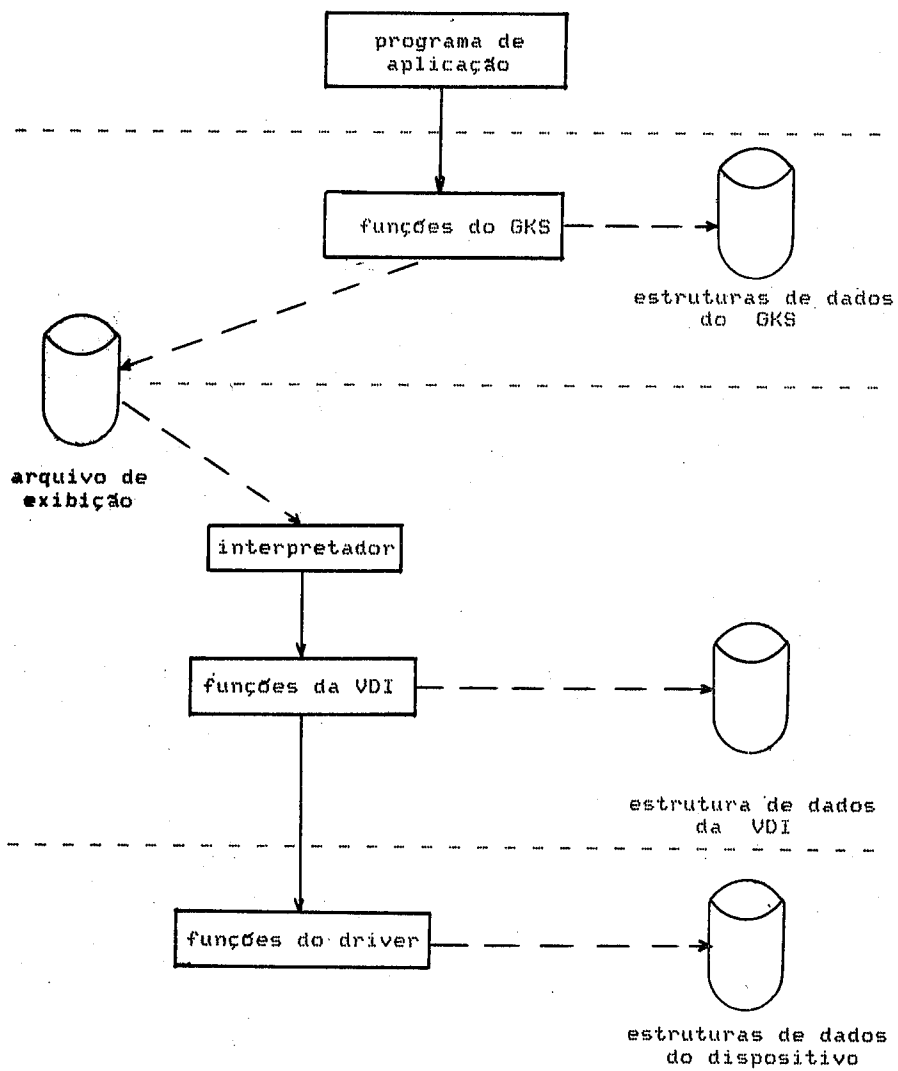 programa de
aplicação
funções do GKS
estruturas de dados
do GKS
arquivo de
exibição
interpretador
funções da VDI
estrutura de dados
da VDI
funções do driver
estruturas de dados
do dispositivo